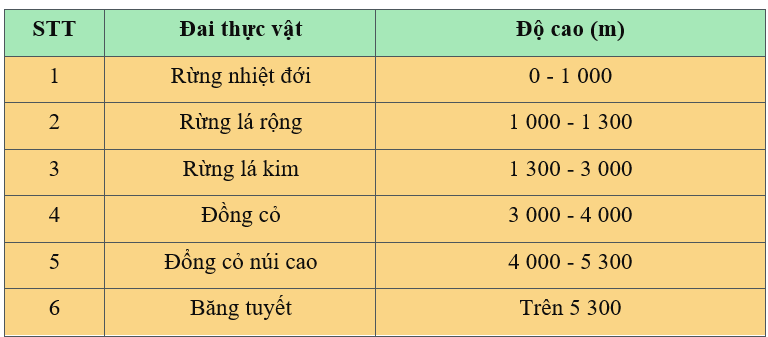 STT Đai thực vật Độ cao (m)
1 Rừng nhiệt đới 0 - 1 000
2 Rừng lá rộng 1 000 - 1 300
3 Rừng lá kim 1 300 - 3 000
4 Đồng cỏ 3 000 - 4 000
5 Đồng cỏ núi cao 4 000 - 5 300
6 Băng tuyết Trên 5 300